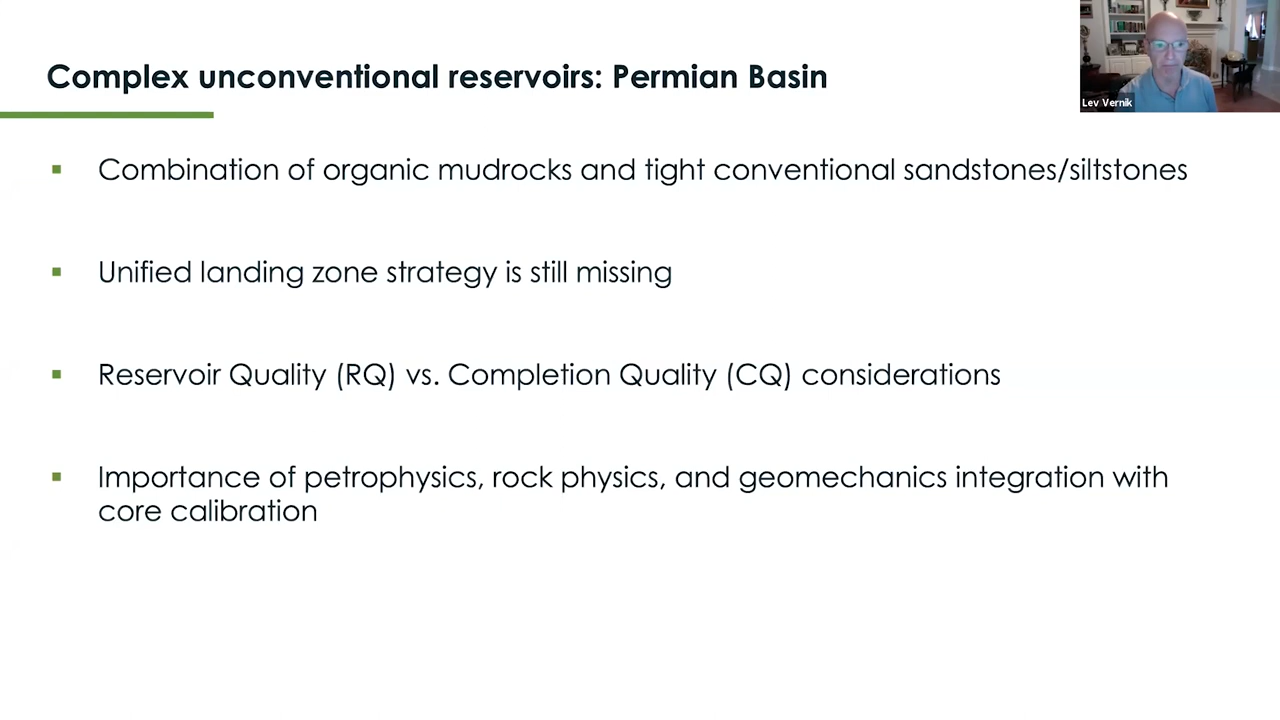 Complex unconventional reservoirs: Permian Basin
Lev Vernik
▪ Combination of organic mudrocks and tight conventional sandstones/siltstones
▪ Unified landing zone strategy is still missing
▪ Reservoir Quality (RQ) vs. Completion Quality (CQ) considerations
▪ Importance of petrophysics, rock physics, and geomechanics integration with
core calibration